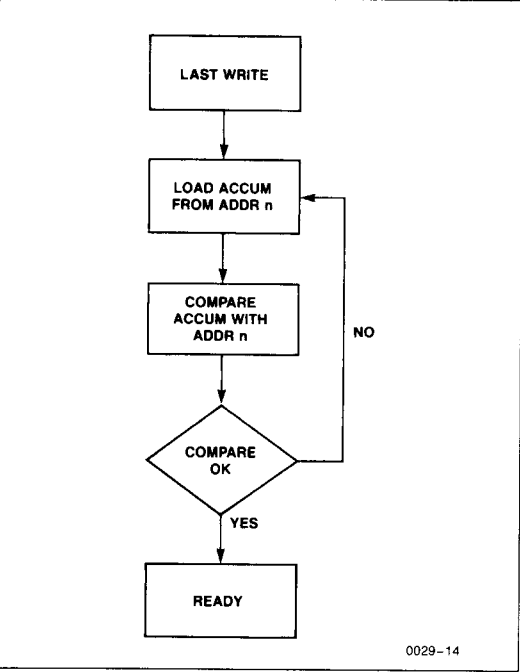 LAST WRITE
LOAD ACCUM
FROM ADDR n
COMPARE
ACCUM WITH
ADDR n
NO
COMPARE
OK
YES
READY
0029–14